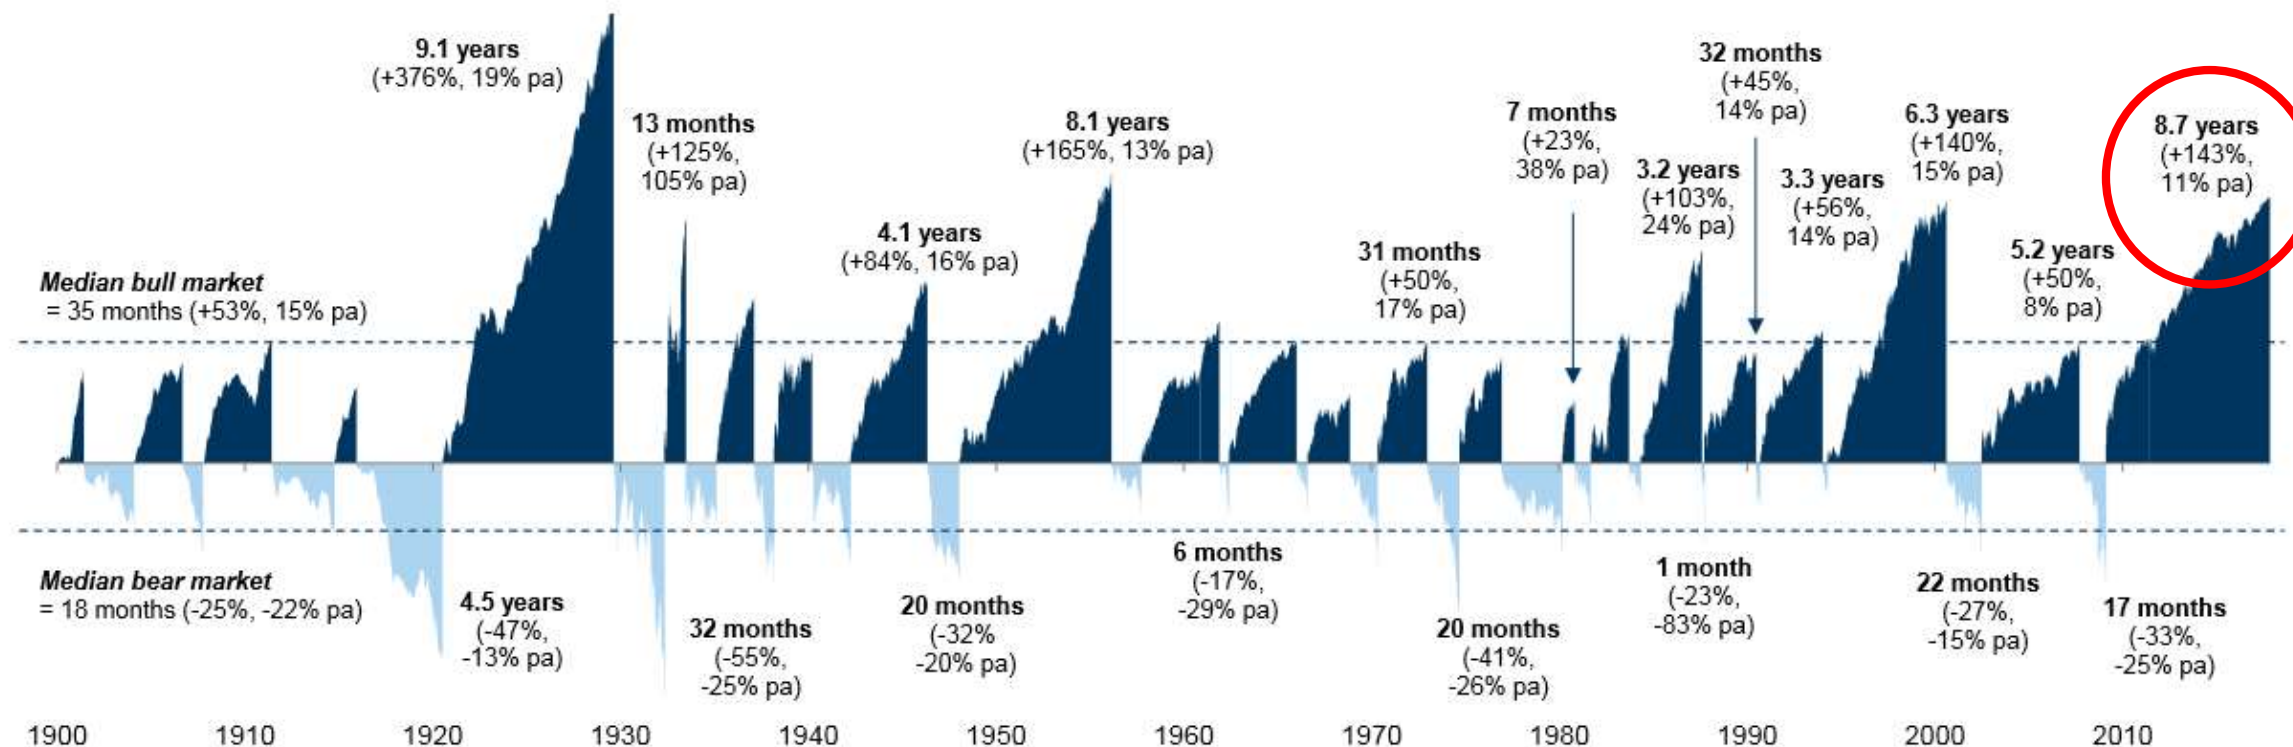 9.1 years
(+376%, 19% pa)
13 months
(+125%,
105% pa)
4.1 years
(+84%, 16% pa)
8.1 years
(+165%, 13% pa)
31 months
(+50%,
17% pa)
7 months
(+23%,
38% pa)
3.2 years
(+103%,
24% pa)
32 months
(+45%,
14% pa)
3.3 years
(+56%,
14% pa)
6.3 years
(+140%,
15% pa)
5.2 years
(+50%,
8% pa)
8.7 years
(+143%,
11% pa)
Median bull market
= 35 months (+53%, 15% pa)
Median bear market
= 18 months (-25%, -22% pa)
4.5 years
(-47%,
-13% pa)
32 months
(-55%,
-25% pa)
20 months
(-32%
-20% pa)
6 months
(-17%,
-29% pa)
20 months
(-41%,
-26% pa)
1 month
(-23%,
-83% pa)
22 months
(-27%,
-15% pa)
17 months
(-33%,
-25% pa)
1900 1910 1920 1930 1940 1950 1960 1970 1980 1990 2000 2010